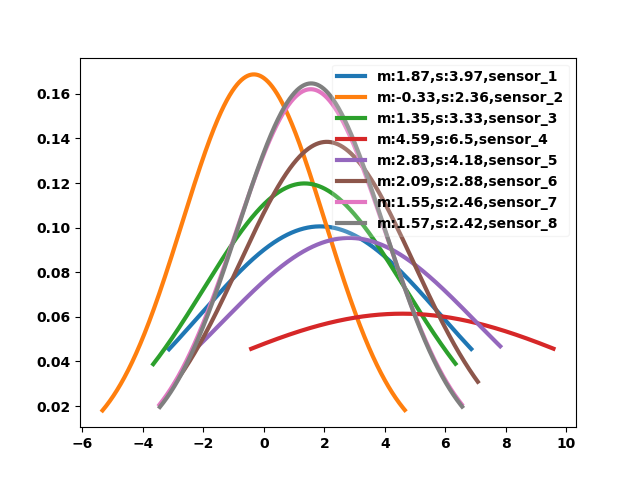 m:1.87,s:3.97,sensor_1
m:-0.33,s:2.36,sensor_2
m:1.35,s:3.33,sensor_3
m:4.59,s:6.5,sensor_4
m:2.83,s:4.18,sensor_5
m:2.09,s:2.88,sensor_6
m:1.55,s:2.46,sensor_7
m:1.57,s:2.42,sensor_8
0.16
0.14
0.12
0.10
0.08
0.06
0.04
0.02
−6 −4 −2 0 2 4 6 8 10